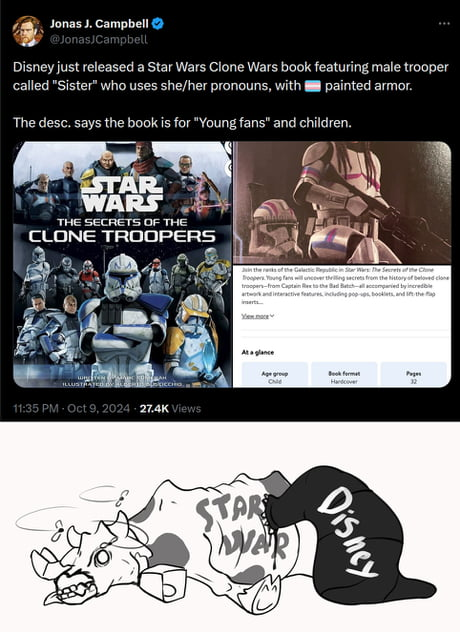 Jonas J. Campbell
@JonasJCampbell
Disney just released a Star Wars Clone Wars book featuring male trooper
called "Sister" who uses she/her pronouns, with 🏳️‍⚧️ painted armor.
The desc. says the book is for "Young fans" and children.
STAR
WARS
THE SECRETS OF THE
CLONE TROOPERS
WRITTEN BY MARC
ILLUSTRATED BY ALBERTO
Join the ranks of the Galactic Republic in Star Wars: The Secrets of the Clone
Troopers. Young fans will uncover thrilling secrets from the history of beloved clone
troopers—from Captain Rex to the Bad Batch—all accompanied by incredible
artwork and interactive features, including pop-ups, booklets, and lift-the-flap
inserts...
View more
At a glance
Age group
Child
Book format
Hardcover
Pages
32
11:35 PM · Oct 9, 2024 · 27.4K Views
STAR
WAR
Disney